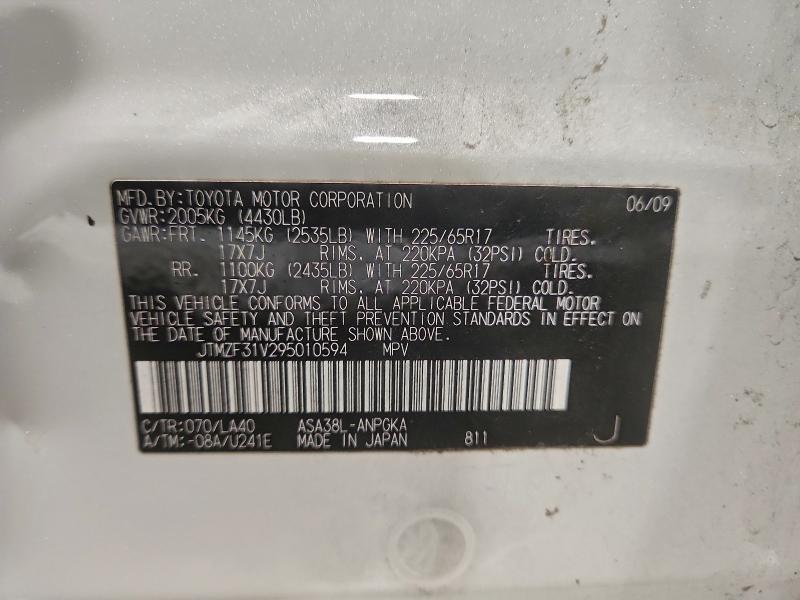 MFD.BY:TOYOTA MOTOR CORPORATION 06/09
GVWR:2005KG (4430LB)
GAWR:FRT. 1145KG (2535LB) WITH 225/65R17 TIRES.
17X7J RIMS, AT 220KPA (32PSI) COLD.
RR. 1100KG (2435LB) WITH 225/65R17 TIRES.
17X7J RIMS, AT 220KPA (32PSI) COLD.
THIS VEHICLE CONFORMS TO ALL APPLICABLE FEDERAL MOTOR
VEHICLE SAFETY AND THEFT PREVENTION STANDARDS IN EFFECT ON
THE DATE OF MANUFACTURE SHOWN ABOVE.
JTMZF31V295010594 MPV
C/TR:070/LA40 ASA38L-ANPGKA
A/TM:-08A/U241E MADE IN JAPAN 811 J